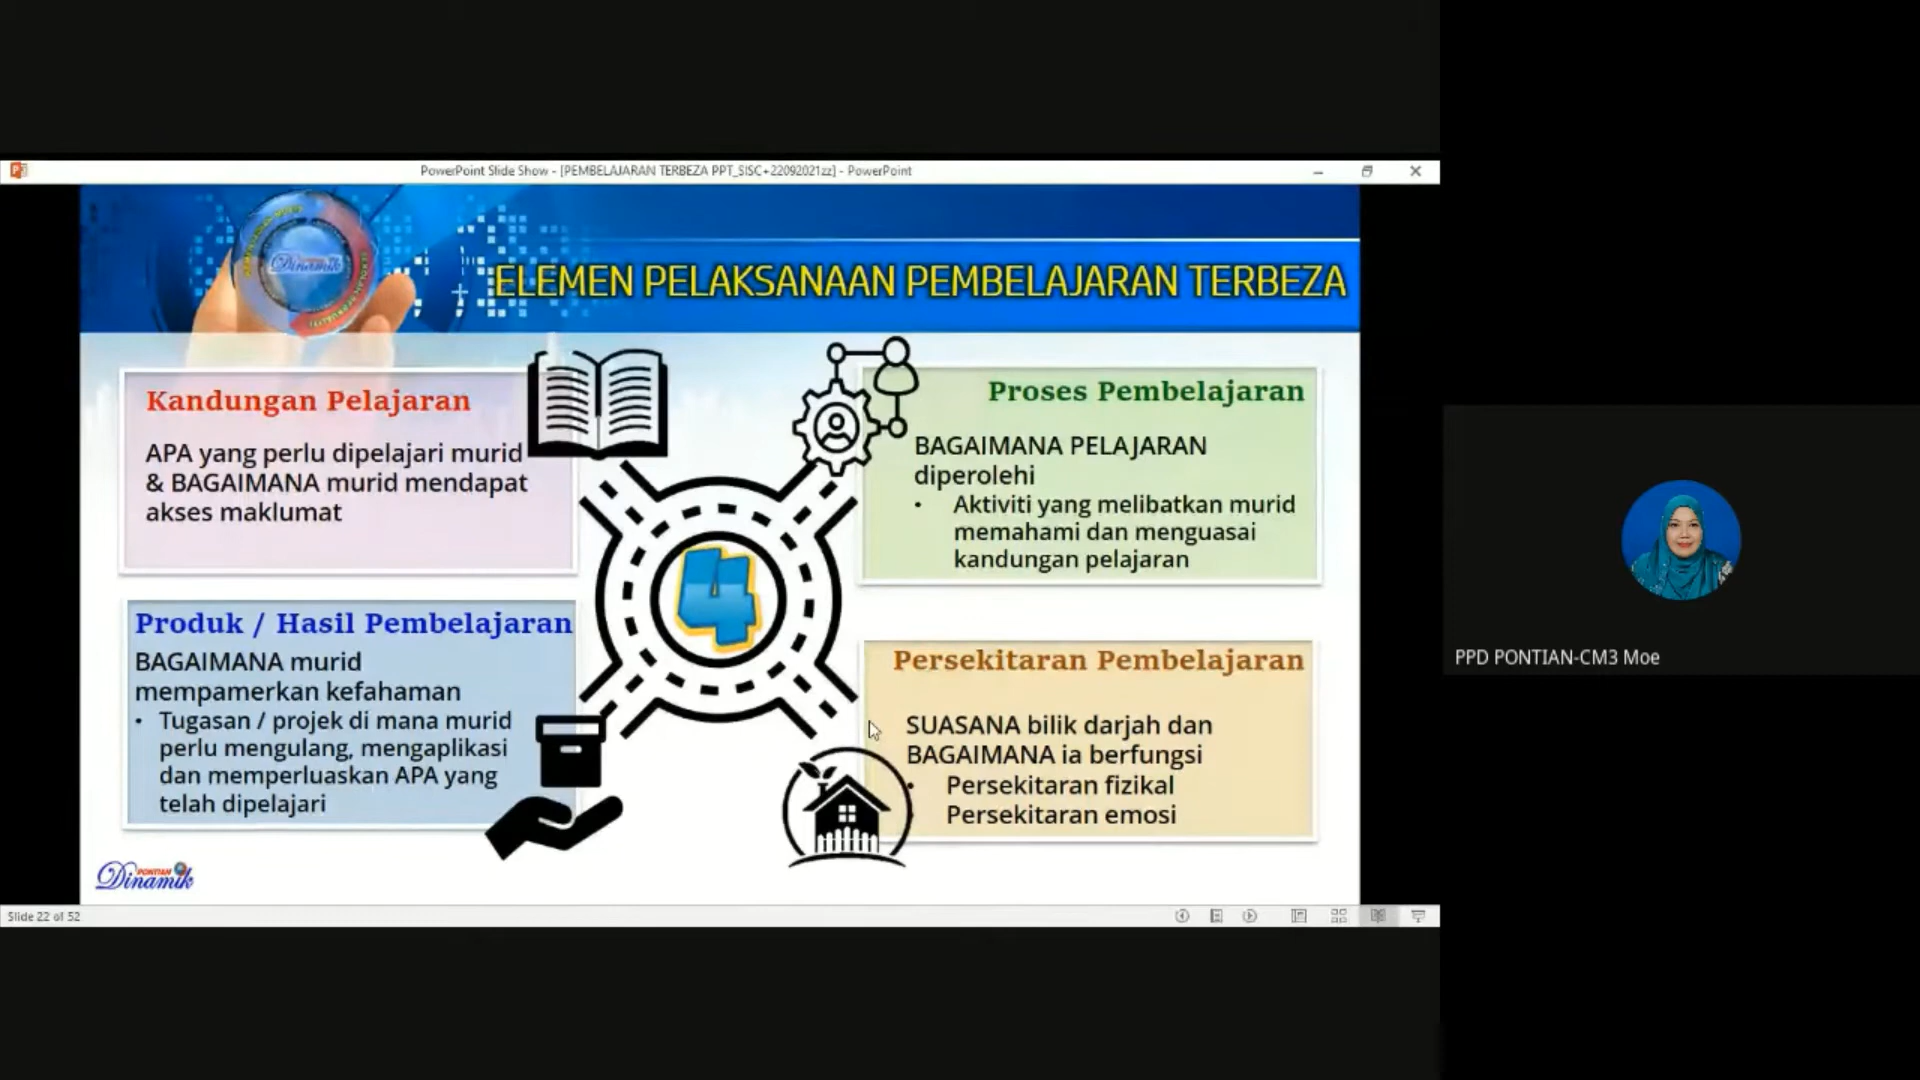 PowerPoint Slide Show - [PEMBELAJARAN TERBEZA PPT_SISC+22092021zz] - PowerPoint
Dinamik
ELEMEN PELAKSANAAN PEMBELAJARAN TERBEZA
Kandungan Pelajaran
APA yang perlu dipelajari murid
& BAGAIMANA murid mendapat
akses maklumat
Proses Pembelajaran
BAGAIMANA PELAJARAN
diperolehi
• Aktiviti yang melibatkan murid
memahami dan menguasai
kandungan pelajaran
4
Produk / Hasil Pembelajaran
BAGAIMANA murid
mempamerkan kefahaman
• Tugasan / projek di mana murid
perlu mengulang, mengaplikasi
dan memperluaskan APA yang
telah dipelajari
Persekitaran Pembelajaran
SUASANA bilik darjah dan
BAGAIMANA ia berfungsi
• Persekitaran fizikal
Persekitaran emosi
PONTIAN
Dinamik
Slide 22 of 52
PPD PONTIAN-CM3 Moe